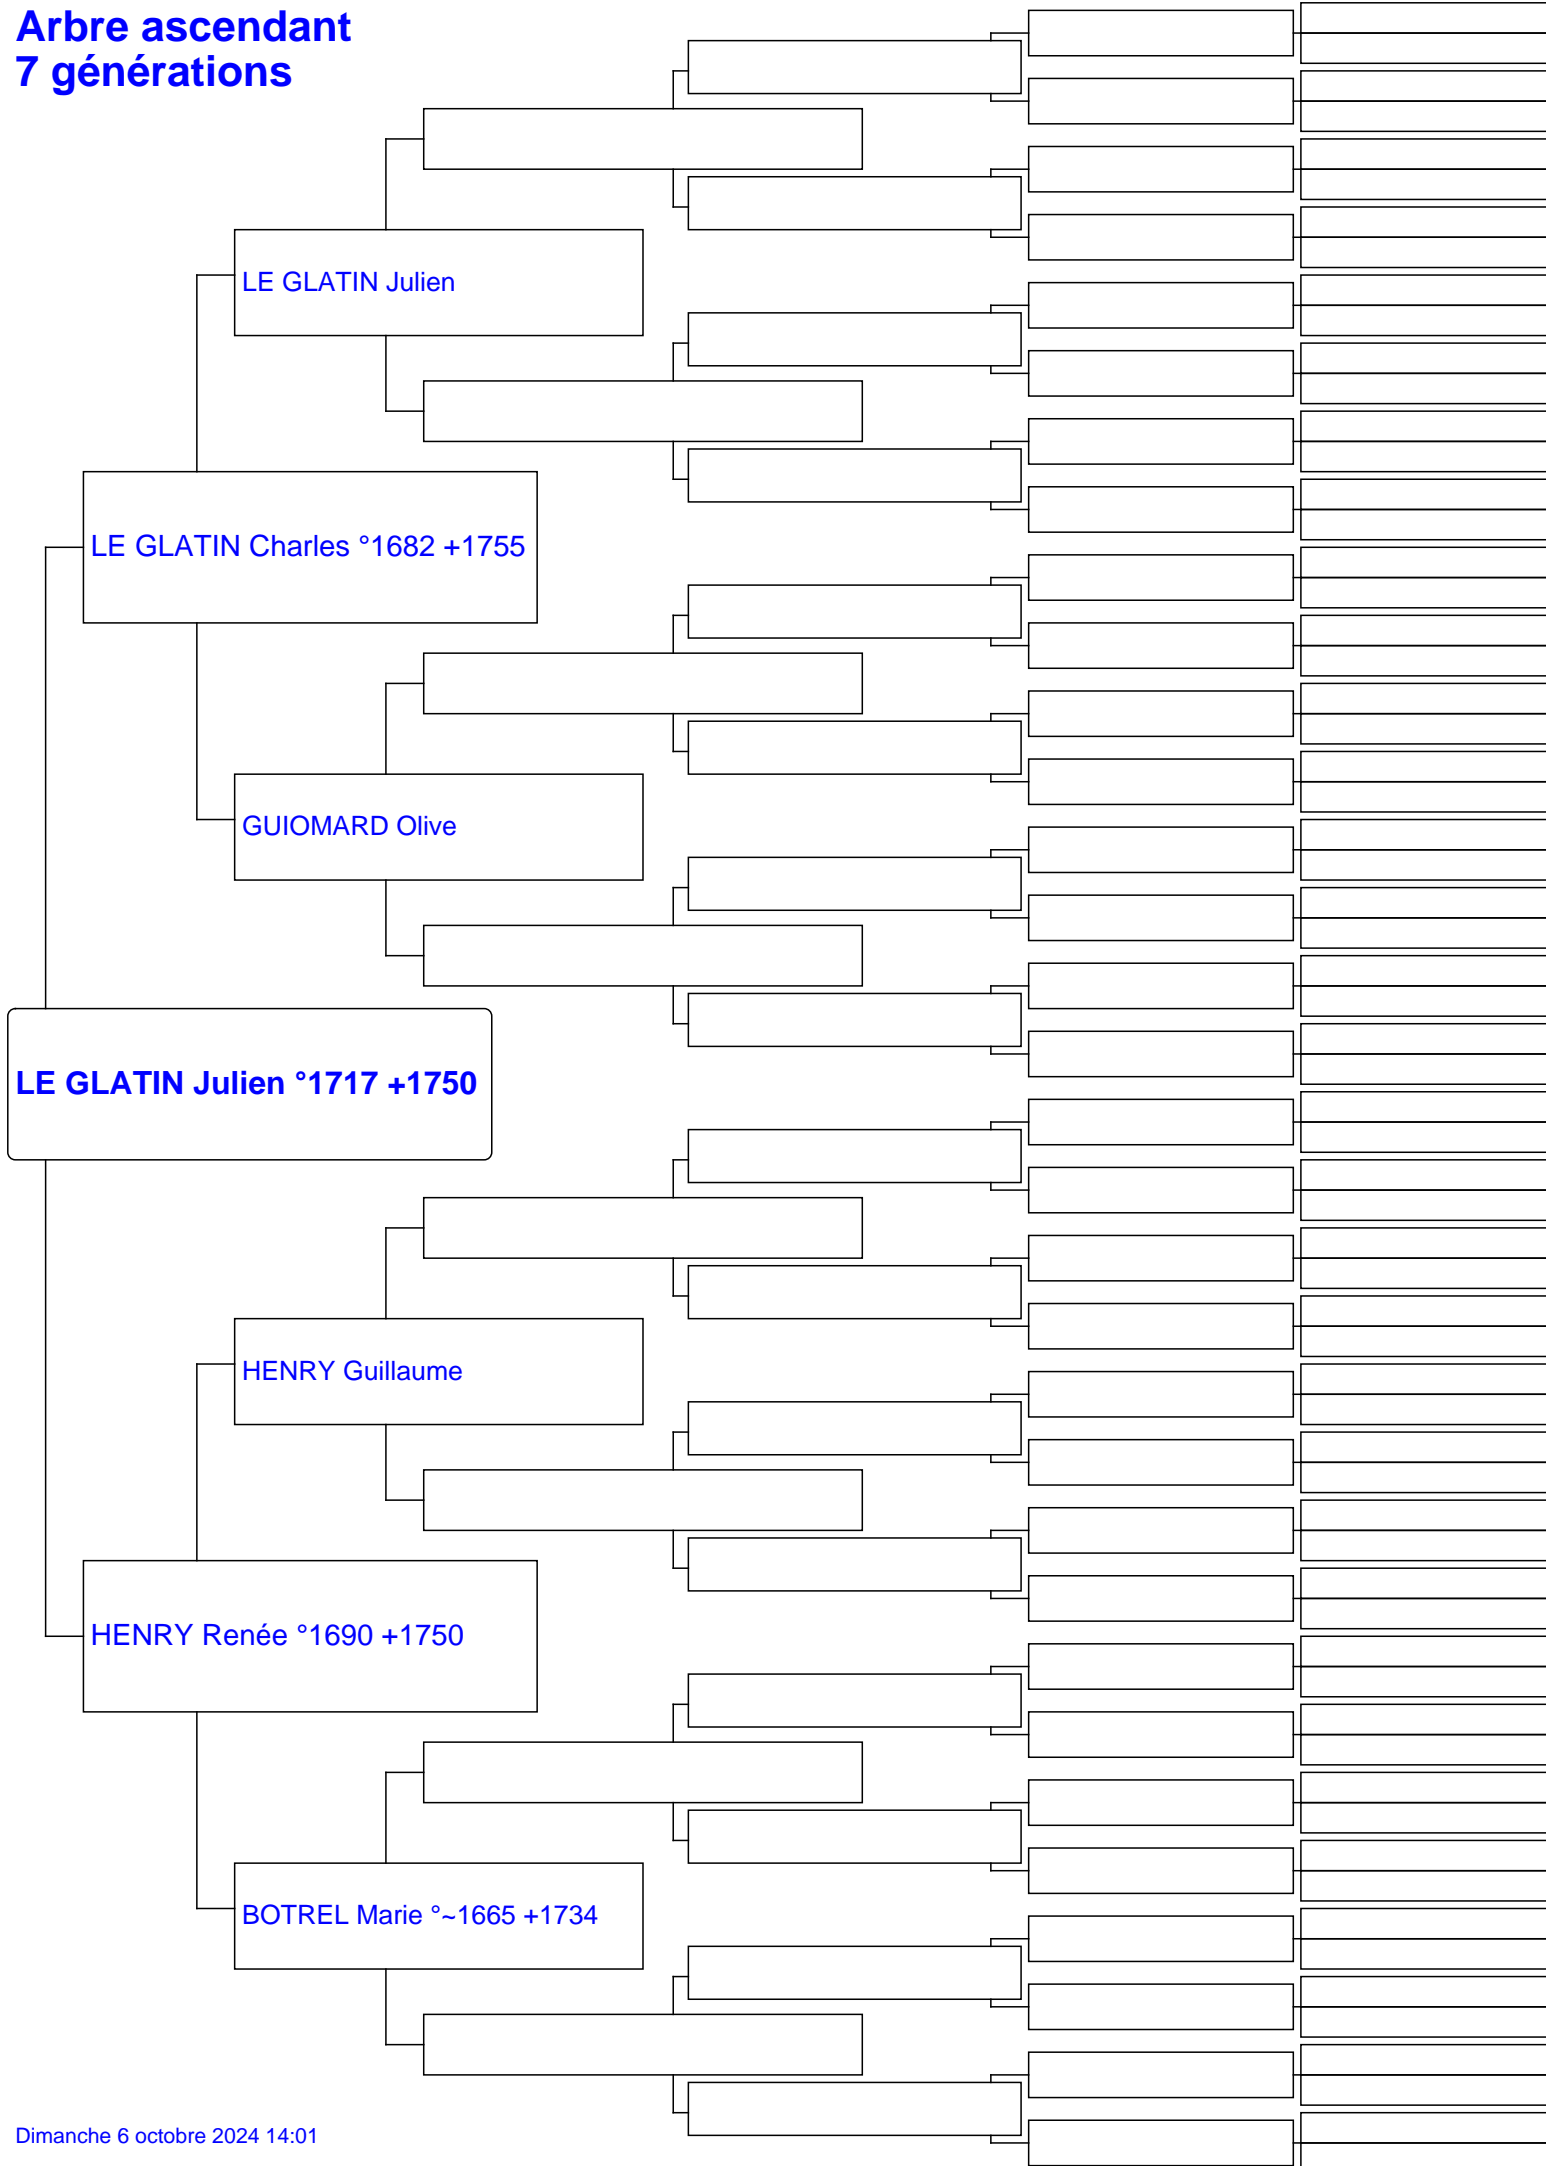 Arbre ascendant
7 générations
LE GLATIN Julien
LE GLATIN Charles °1682 +1755
GUIOMARD Olive
LE GLATIN Julien °1717 +1750
HENRY Guillaume
HENRY Renée °1690 +1750
BOTREL Marie °~1665 +1734
Dimanche 6 octobre 2024 14:01